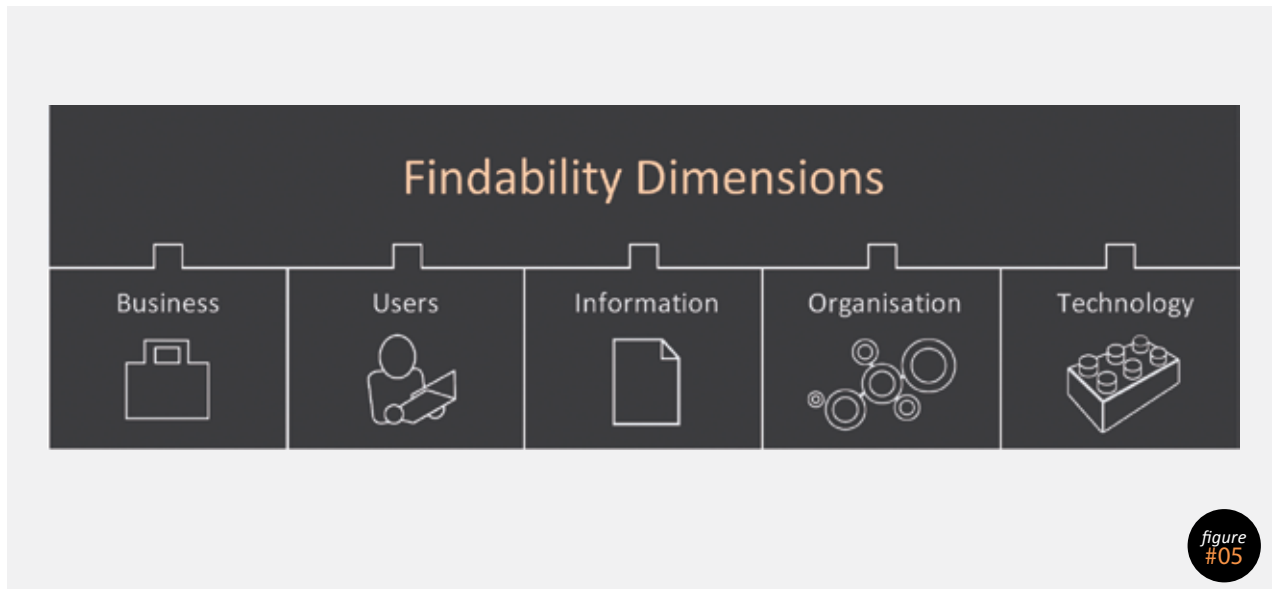 Findability Dimensions
Business
Users
Information
Organisation
Technology
figure
#05